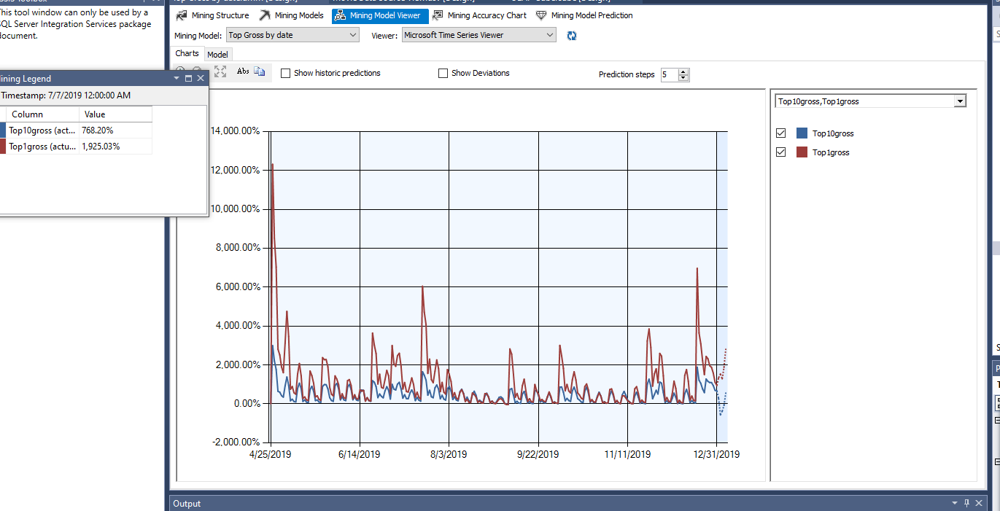 This tool window can only be used by a
SQL Server Integration Services package
document.
Mining Structure
Mining Models
Mining Model Viewer
Mining Accuracy Chart
Mining Model Prediction
Mining Model:
Top Gross by date
Viewer:
Microsoft Time Series Viewer
Charts
Model
Abs
Show historic predictions
Show Deviations
Prediction steps
5
Mining Legend
Timestamp: 7/7/2019 12:00:00 AM
Column Value
Top10gross (act... 768.20%
Top1gross (actu... 1,925.03%
Top10gross,Top1gross
Top10gross
Top1gross
14,000.00%
12,000.00%
10,000.00%
8,000.00%
6,000.00%
4,000.00%
2,000.00%
0.00%
-2,000.00%
4/25/2019
6/14/2019
8/3/2019
9/22/2019
11/11/2019
12/31/2019
Output